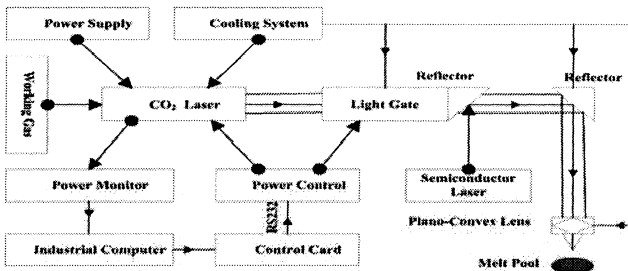 Power Supply
Cooling System
Working Gas
CO₂ Laser
Light Gate
Reflector
Reflector
Power Monitor
Power Control
Semiconductor
Laser
RS232
Plano-Convex Lens
Industrial Computer
Control Card
Melt Pool